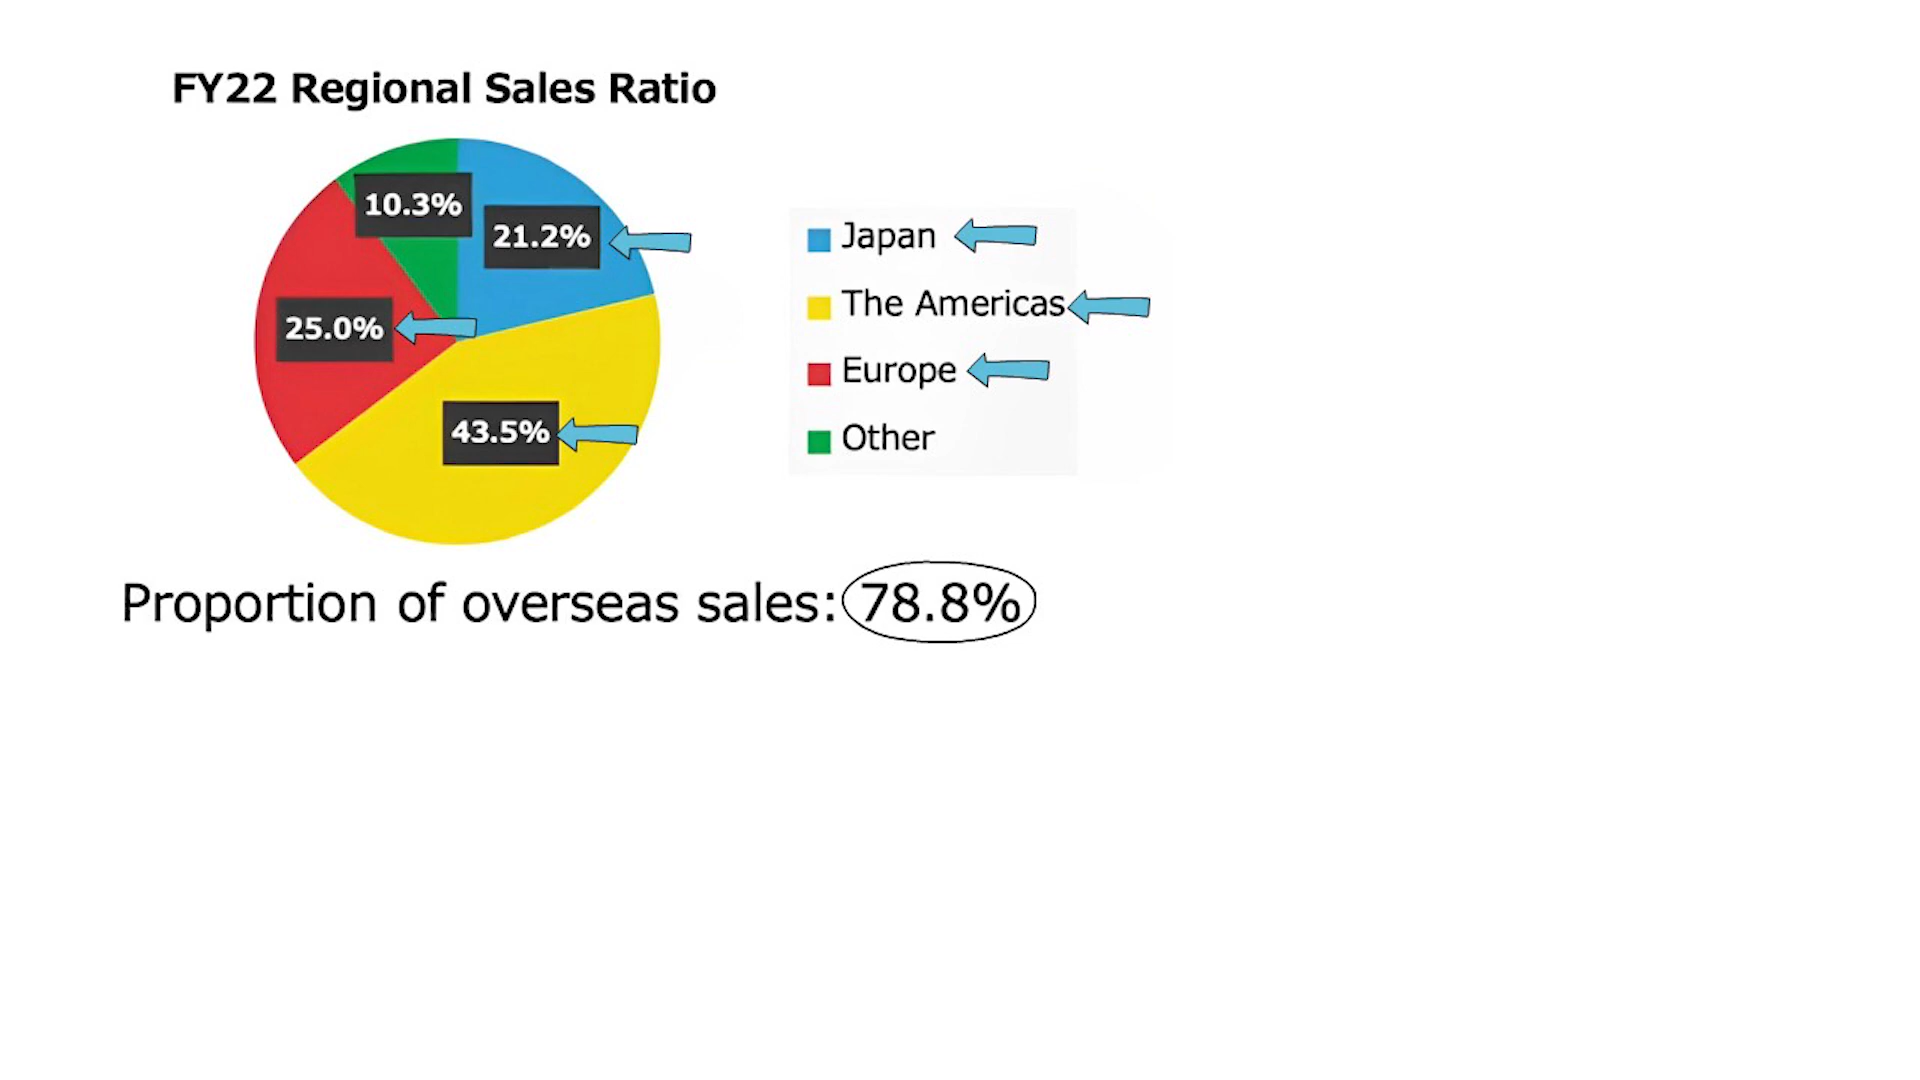 FY22 Regional Sales Ratio
10.3%
21.2%
25.0%
43.5%
Japan
The Americas
Europe
Other
Proportion of overseas sales: 78.8%